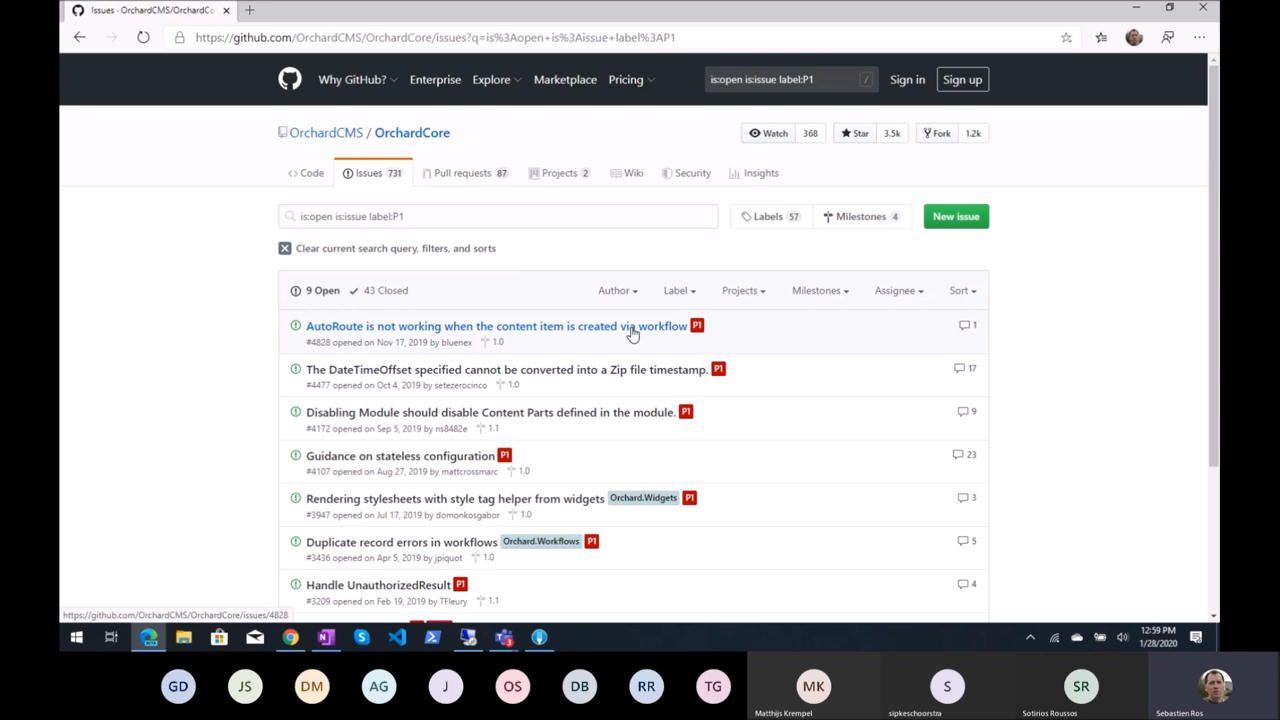 Issues · OrchardCMS/OrchardCo
https://github.com/OrchardCMS/OrchardCore/issues?q=is%3Aopen+is%3Aissue+label%3AP1
Why GitHub? Enterprise Explore Marketplace Pricing is:open is:issue label:P1 / Sign in Sign up
OrchardCMS / OrchardCore Watch 368 Star 3.5k Fork 1.2k
Code Issues 731 Pull requests 87 Projects 2 Wiki Security Insights
is:open is:issue label:P1 Labels 57 Milestones 4 New issue
Clear current search query, filters, and sorts
9 Open 43 Closed Author Label Projects Milestones Assignee Sort
AutoRoute is not working when the content item is created via workflow P1 1
#4828 opened on Nov 17, 2019 by bluenex 1.0
The DateTimeOffset specified cannot be converted into a Zip file timestamp. P1 17
#4477 opened on Oct 4, 2019 by setezerocinco 1.0
Disabling Module should disable Content Parts defined in the module. P1 9
#4172 opened on Sep 5, 2019 by ns8482e 1.1
Guidance on stateless configuration P1 23
#4107 opened on Aug 27, 2019 by mattcrossmarc 1.0
Rendering stylesheets with style tag helper from widgets Orchard.Widgets P1 3
#3947 opened on Jul 17, 2019 by domonkosgabor 1.0
Duplicate record errors in workflows Orchard.Workflows P1 5
#3436 opened on Apr 5, 2019 by jpiquot 1.0
Handle UnauthorizedResult P1 4
#3209 opened on Feb 19, 2019 by TFleury 1.1
https://github.com/OrchardCMS/OrchardCore/issues/4828
12:59 PM
1/28/2020
GD JS DM AG J OS DB RR TG MK S SR
Matthijs Krempel sipkeschoorstra Sotirios Roussos Sebastien Ros